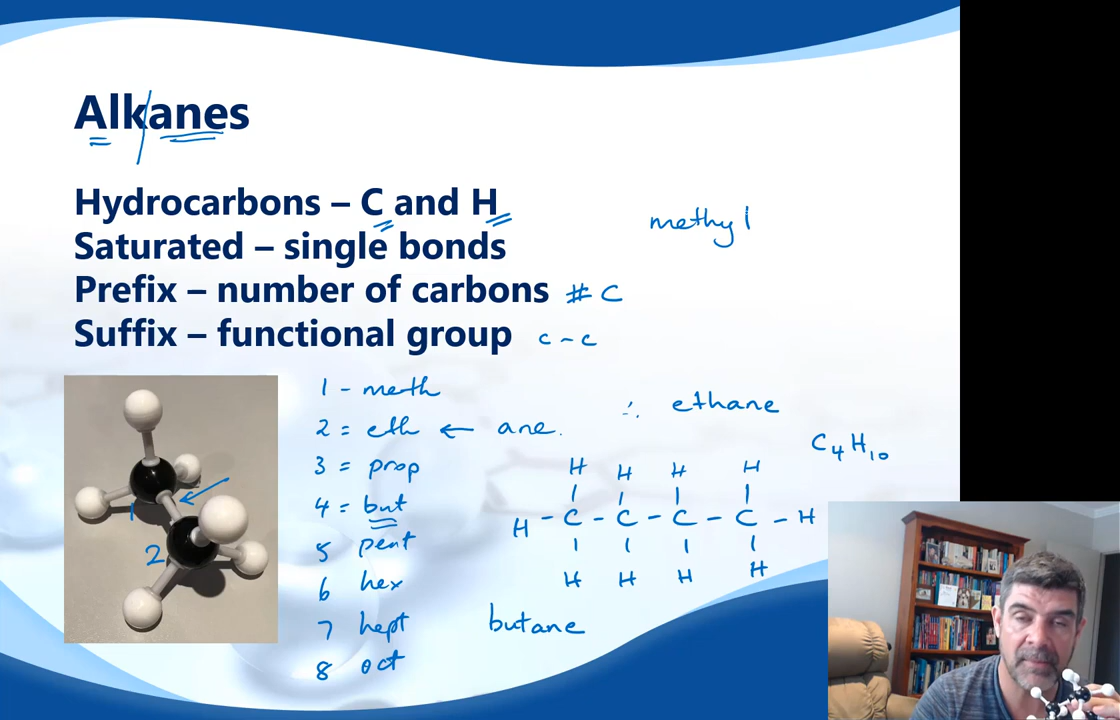 Alkanes
Hydrocarbons – C and H
Saturated – single bonds
Prefix – number of carbons # C
Suffix – functional group C – C
methyl
1 - meth
2 = eth ← ane.
3 = prop
4 = but
5 pent
6 hex
7 hept
8 oct
∴ ethane
C4H10
H H H H
H - C - C - C - C - H
H H H H
butane
1
2